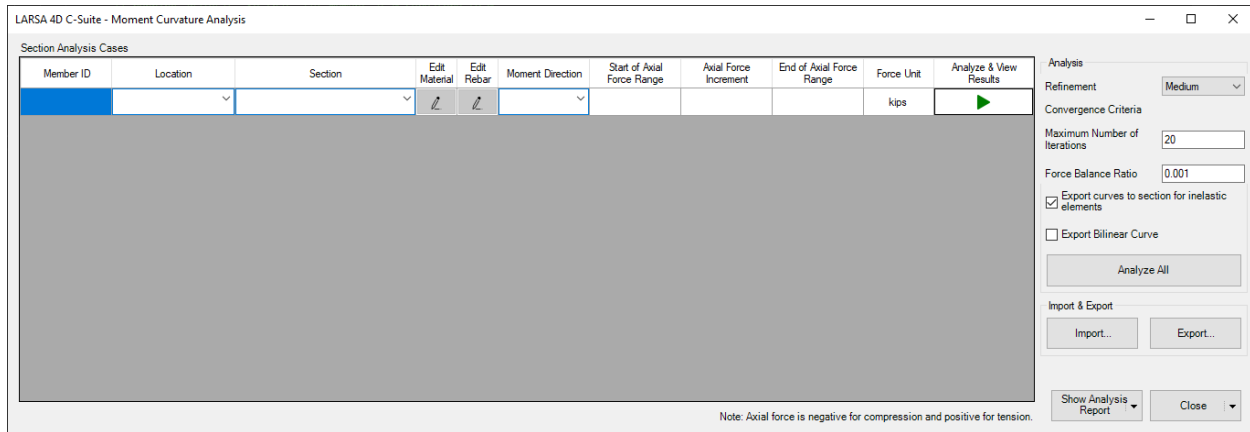 LARSA 4D C-Suite - Moment Curvature Analysis
Section Analysis Cases
Member ID
Location
Section
Edit
Material
Edit
Rebar
Moment Direction
Start of Axial
Force Range
Axial Force
Increment
End of Axial Force
Range
Force Unit
Analyze & View
Results
kips
Analysis
Refinement
Medium
Convergence Criteria
Maximum Number of
Iterations
20
Force Balance Ratio
0.001
Export curves to section for inelastic
elements
Export Bilinear Curve
Analyze All
Import & Export
Import...
Export...
Show Analysis
Report
Close
Note: Axial force is negative for compression and positive for tension.